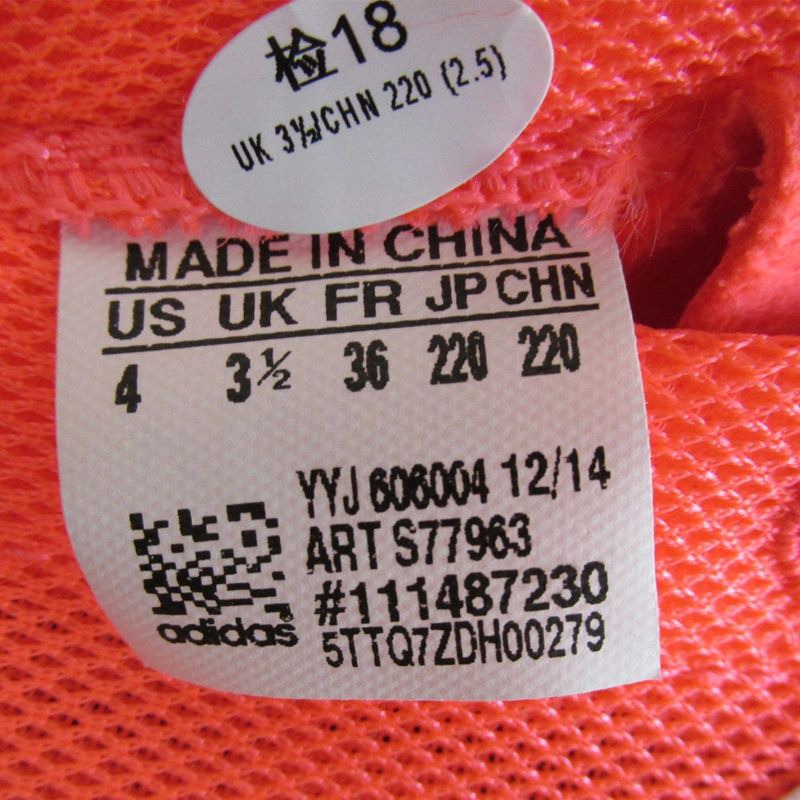 检18
UK 3½/CHN 220 (2.5)
MADE IN CHINA
US UK FR JP CHN
4 3½ 36 220 220
YYJ 606004 12/14
ART S77963
#111487230
adidas
5TTQ7ZDH00279